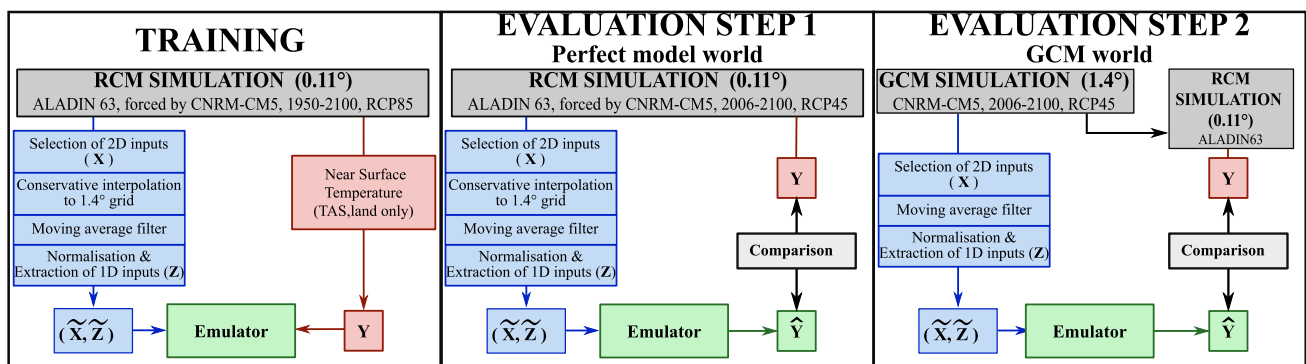 TRAINING
RCM SIMULATION (0.11°)
ALADIN 63, forced by CNRM-CM5, 1950-2100, RCP85
Selection of 2D inputs
( X )
Conservative interpolation
to 1.4° grid
Moving average filter
Normalisation &
Extraction of 1D inputs (Z)
Near Surface
Temperature
(TAS,land only)
(X̃, Z̃ )
Emulator
Y
EVALUATION STEP 1
Perfect model world
RCM SIMULATION (0.11°)
ALADIN 63, forced by CNRM-CM5, 2006-2100, RCP45
Selection of 2D inputs
( X )
Conservative interpolation
to 1.4° grid
Moving average filter
Normalisation &
Extraction of 1D inputs (Z)
Y
Comparison
(X̃, Z̃ )
Emulator
Ŷ
EVALUATION STEP 2
GCM world
GCM SIMULATION (1.4°)
CNRM-CM5, 2006-2100, RCP45
RCM
SIMULATION
(0.11°)
ALADIN63
Selection of 2D inputs
( X )
Moving average filter
Normalisation &
Extraction of 1D inputs (Z)
Y
Comparison
(X̃, Z̃ )
Emulator
Ŷ